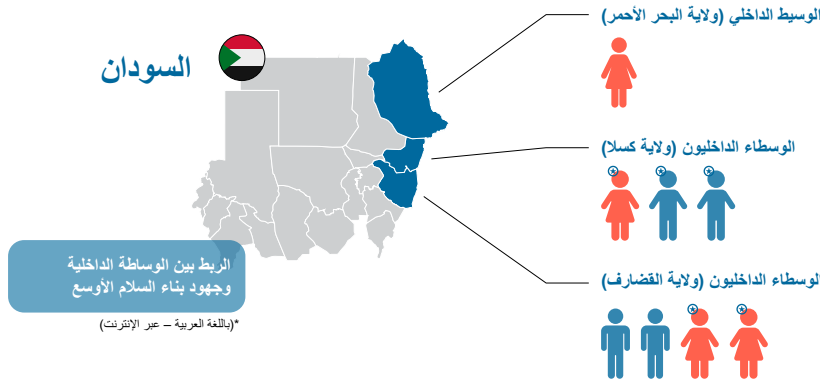 الوسيط الداخلي (ولاية البحر الأحمر)
السودان
الوسطاء الداخليون (ولاية كسلا)
الوسطاء الداخليون (ولاية القضارف)
الربط بين الوساطة الداخلية
وجهود بناء السلام الأوسع
*(باللغة العربية – عبر الإنترنت)